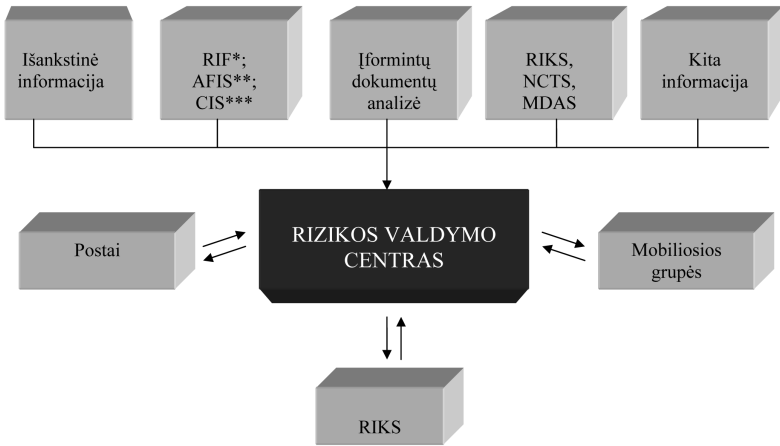 Išankstinė
informacija
RIF*;
AFIS**;
CIS***
Įformintų
dokumentų
analizė
RIKS,
NCTS,
MDAS
Kita
informacija
Postai
RIZIKOS VALDYMO
CENTRAS
Mobiliosios
grupės
RIKS